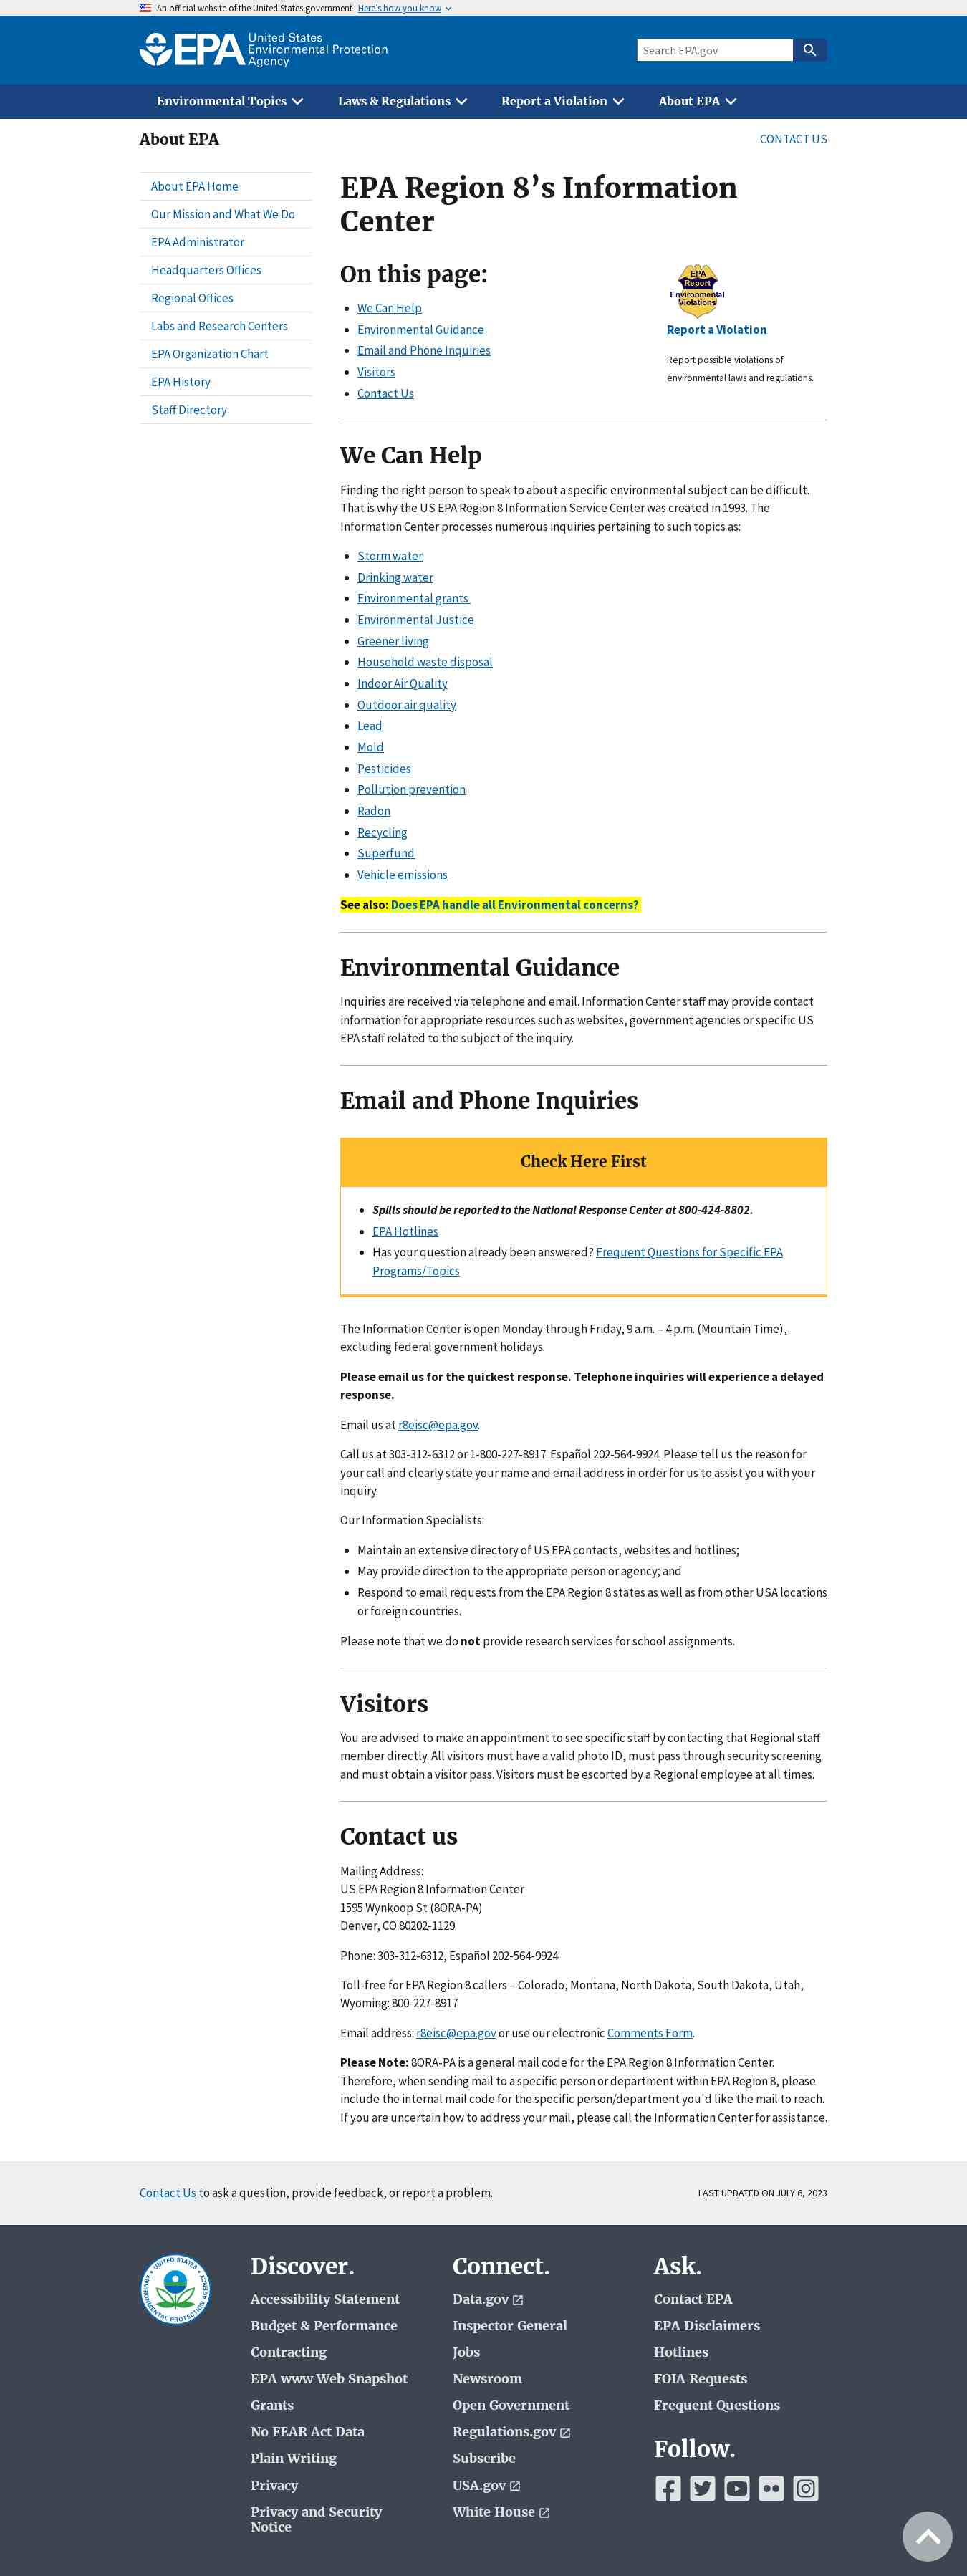 An official website of the United States government Here's how you know
EPA United States
Environmental Protection
Agency
Search EPA.gov
Environmental Topics Laws & Regulations Report a Violation About EPA
About EPA
CONTACT US
About EPA Home
Our Mission and What We Do
EPA Administrator
Headquarters Offices
Regional Offices
Labs and Research Centers
EPA Organization Chart
EPA History
Staff Directory
EPA Region 8’s Information
Center
On this page:
We Can Help
Environmental Guidance
Email and Phone Inquiries
Visitors
Contact Us
EPA
Report
Environmental
Violations
Report a Violation
Report possible violations of
environmental laws and regulations.
We Can Help
Finding the right person to speak to about a specific environmental subject can be difficult.
That is why the US EPA Region 8 Information Service Center was created in 1993. The
Information Center processes numerous inquiries pertaining to such topics as:
Storm water
Drinking water
Environmental grants
Environmental Justice
Greener living
Household waste disposal
Indoor Air Quality
Outdoor air quality
Lead
Mold
Pesticides
Pollution prevention
Radon
Recycling
Superfund
Vehicle emissions
See also: Does EPA handle all Environmental concerns?
Environmental Guidance
Inquiries are received via telephone and email. Information Center staff may provide contact
information for appropriate resources such as websites, government agencies or specific US
EPA staff related to the subject of the inquiry.
Email and Phone Inquiries
Check Here First
Spills should be reported to the National Response Center at 800-424-8802.
EPA Hotlines
Has your question already been answered? Frequent Questions for Specific EPA
Programs/Topics
The Information Center is open Monday through Friday, 9 a.m. – 4 p.m. (Mountain Time),
excluding federal government holidays.
Please email us for the quickest response. Telephone inquiries will experience a delayed
response.
Email us at r8eisc@epa.gov.
Call us at 303-312-6312 or 1-800-227-8917. Español 202-564-9924. Please tell us the reason for
your call and clearly state your name and email address in order for us to assist you with your
inquiry.
Our Information Specialists:
Maintain an extensive directory of US EPA contacts, websites and hotlines;
May provide direction to the appropriate person or agency; and
Respond to email requests from the EPA Region 8 states as well as from other USA locations
or foreign countries.
Please note that we do not provide research services for school assignments.
Visitors
You are advised to make an appointment to see specific staff by contacting that Regional staff
member directly. All visitors must have a valid photo ID, must pass through security screening
and must obtain a visitor pass. Visitors must be escorted by a Regional employee at all times.
Contact us
Mailing Address:
US EPA Region 8 Information Center
1595 Wynkoop St (8ORA-PA)
Denver, CO 80202-1129
Phone: 303-312-6312, Español 202-564-9924
Toll-free for EPA Region 8 callers – Colorado, Montana, North Dakota, South Dakota, Utah,
Wyoming: 800-227-8917
Email address: r8eisc@epa.gov or use our electronic Comments Form.
Please Note: 8ORA-PA is a general mail code for the EPA Region 8 Information Center.
Therefore, when sending mail to a specific person or department within EPA Region 8, please
include the internal mail code for the specific person/department you'd like the mail to reach.
If you are uncertain how to address your mail, please call the Information Center for assistance.
Contact Us to ask a question, provide feedback, or report a problem.
LAST UPDATED ON JULY 6, 2023
UNITED STATES
ENVIRONMENTAL PROTECTION AGENCY
Discover.
Accessibility Statement
Budget & Performance
Contracting
EPA www Web Snapshot
Grants
No FEAR Act Data
Plain Writing
Privacy
Privacy and Security
Notice
Connect.
Data.gov
Inspector General
Jobs
Newsroom
Open Government
Regulations.gov
Subscribe
USA.gov
White House
Ask.
Contact EPA
EPA Disclaimers
Hotlines
FOIA Requests
Frequent Questions
Follow.